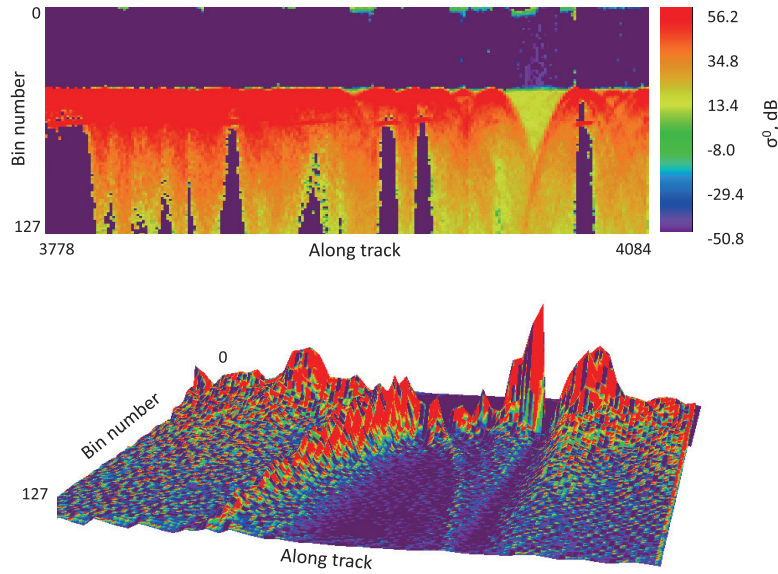 0
Bin number
127
3778
Along track
4084
56.2
34.8
13.4
-8.0
-29.4
-50.8
σ⁰, dB
0
Bin number
127
Along track